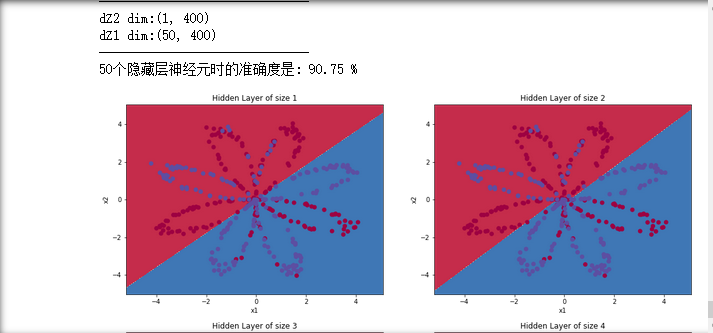 dZ2 dim:(1, 400)
dZ1 dim:(50, 400)
50个隐藏层神经元时的准确度是: 90.75 %
Hidden Layer of size 1
4
2
0
−2
−4
x2
−4 −2 0 2 4
x1
Hidden Layer of size 2
4
2
0
−2
−4
x2
−4 −2 0 2 4
x1
Hidden Layer of size 3
Hidden Layer of size 4